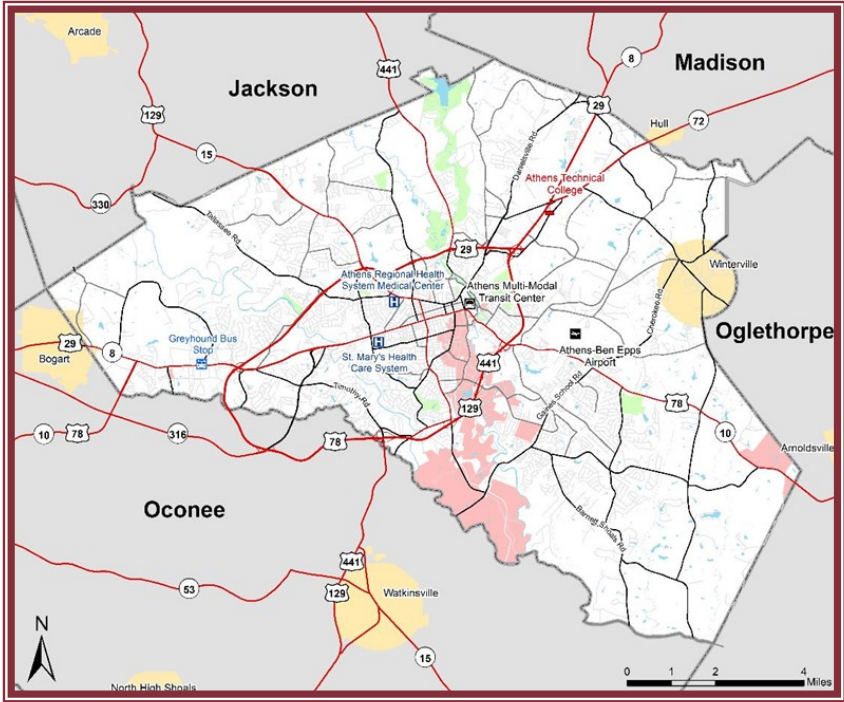 Arcade
441
8
Madison
Jackson
129
29
Hull
72
15
Danielsville Rd
Athens Technical
College
330
Tallassee Rd
29
Athens Regional Health
System Medical Center
H
Athens Multi-Modal
Transit Center
Winterville
Cherokee Rd
Oglethorpe
29
8
Bogart
Greyhound Bus
Stop
H
St. Mary's Health
Care System
Athens-Ben Epps
Airport
441
Timothy Rd
129
Gaines School Rd
78
10
78
316
78
10
Arnoldsville
Oconee
Barnett Shoals Rd
441
53
129
Watkinsville
N
15
North High Shoals
0 1 2 4
Miles